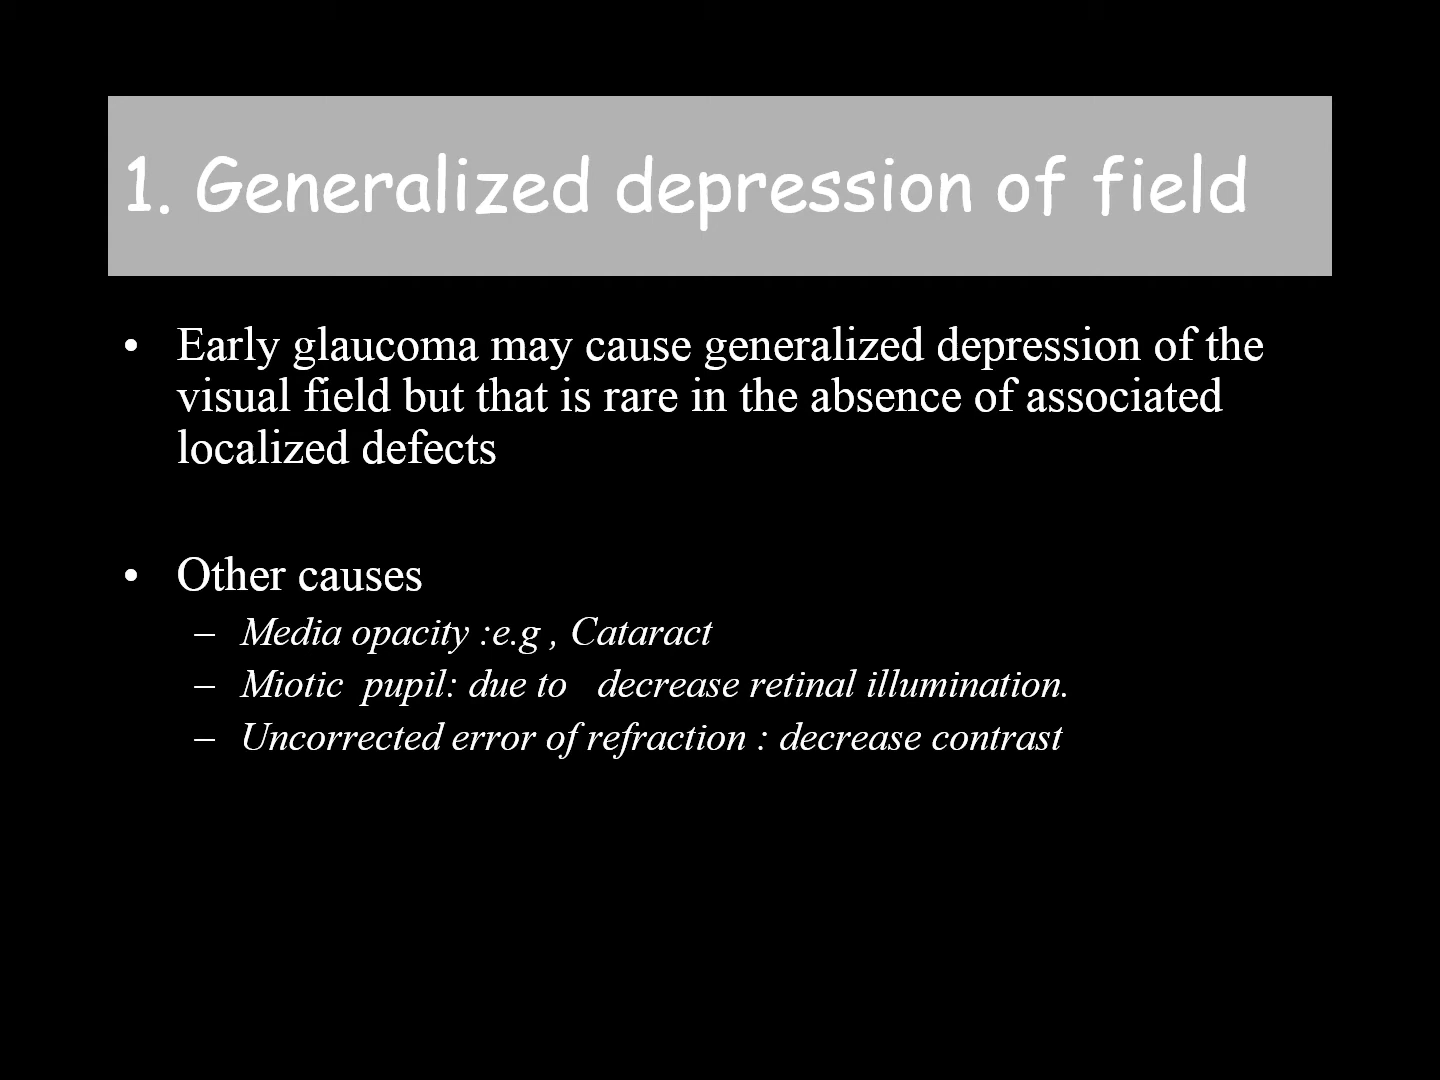 1. Generalized depression of field
• Early glaucoma may cause generalized depression of the
visual field but that is rare in the absence of associated
localized defects
• Other causes
– Media opacity :e.g , Cataract
– Miotic  pupil: due to   decrease retinal illumination.
– Uncorrected error of refraction : decrease contrast